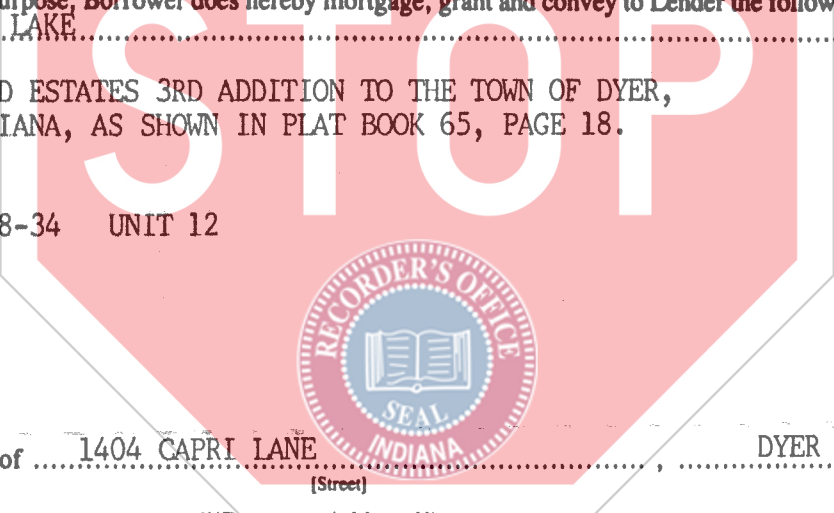 urpose, Borrower does hereby mortgage, grant and convey to Lender the follow
LAKE
STOP
D ESTATES 3RD ADDITION TO THE TOWN OF DYER,
IANA, AS SHOWN IN PLAT BOOK 65, PAGE 18.
8-34 UNIT 12
RECORDER'S OFFICE
SEAL
INDIANA
of 1404 CAPRI LANE , DYER
[Street]